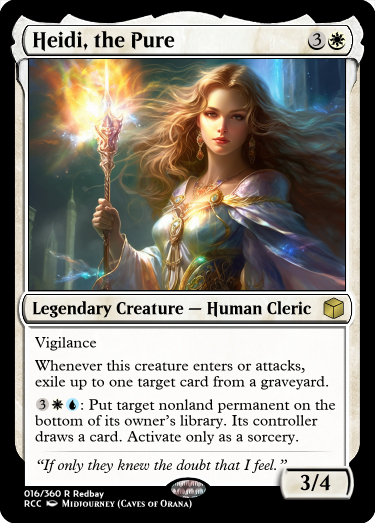 Heidi, the Pure 3
Legendary Creature — Human Cleric
Vigilance
Whenever this creature enters or attacks,
exile up to one target card from a graveyard.
3: Put target nonland permanent on the
bottom of its owner's library. Its controller
draws a card. Activate only as a sorcery.
"If only they knew the doubt that I feel."
3/4
016/360 R Redbay
RCC Midjourney (Caves of Orana)